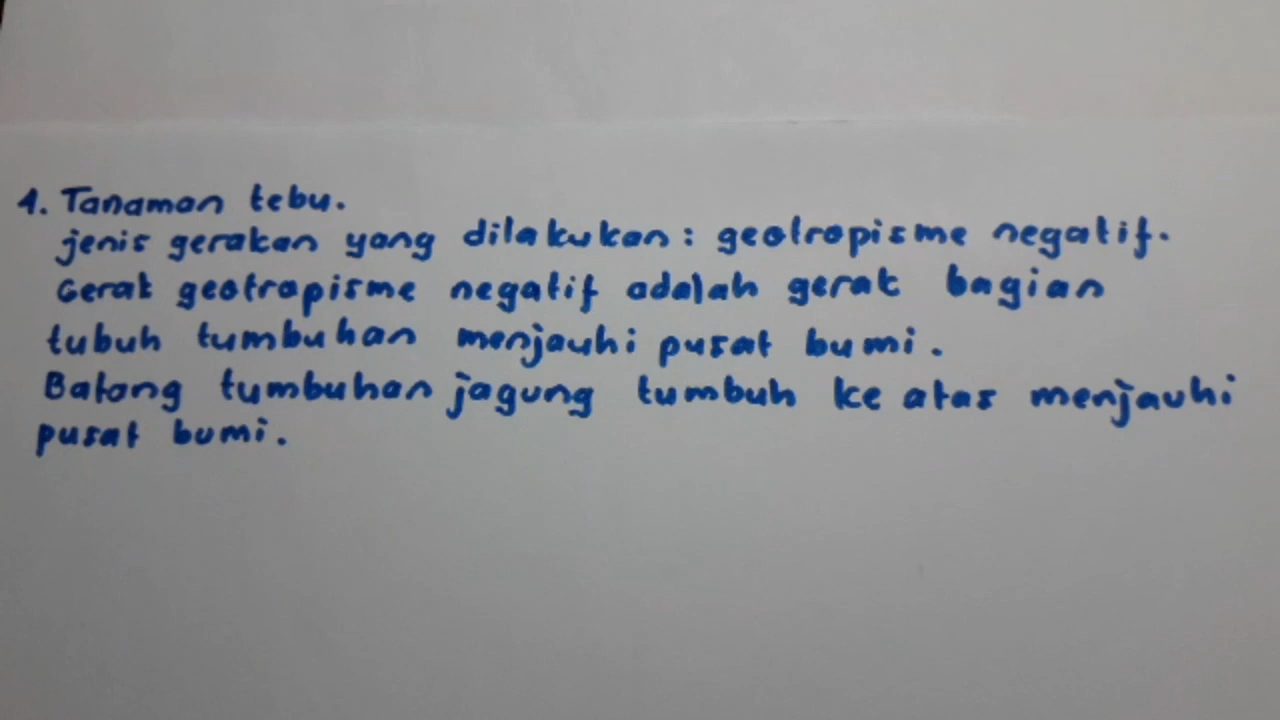 1. Tanaman tebu.
jenis gerakan yang dilakukan: geotropisme negatif.
Gerak geotropisme negatif adalah gerak bagian
tubuh tumbuhan menjauhi pusat bumi.
Batang tumbuhan jagung tumbuh ke atas menjauhi
pusat bumi.